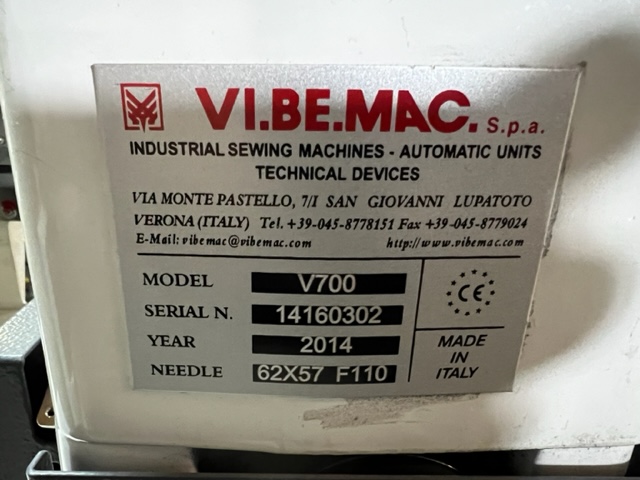 VI.BE.MAC. S.p.a.
INDUSTRIAL SEWING MACHINES - AUTOMATIC UNITS
TECHNICAL DEVICES
VIA MONTE PASTELLO, 7/I SAN GIOVANNI LUPATOTO
VERONA (ITALY) Tel. +39-045-8778151 Fax +39-045-8779024
E-Mail: vibemac@vibemac.com http://www.vibemac.com
MODEL V700
SERIAL N. 14160302
YEAR 2014
NEEDLE 62X57 F110
CE
MADE
IN
ITALY